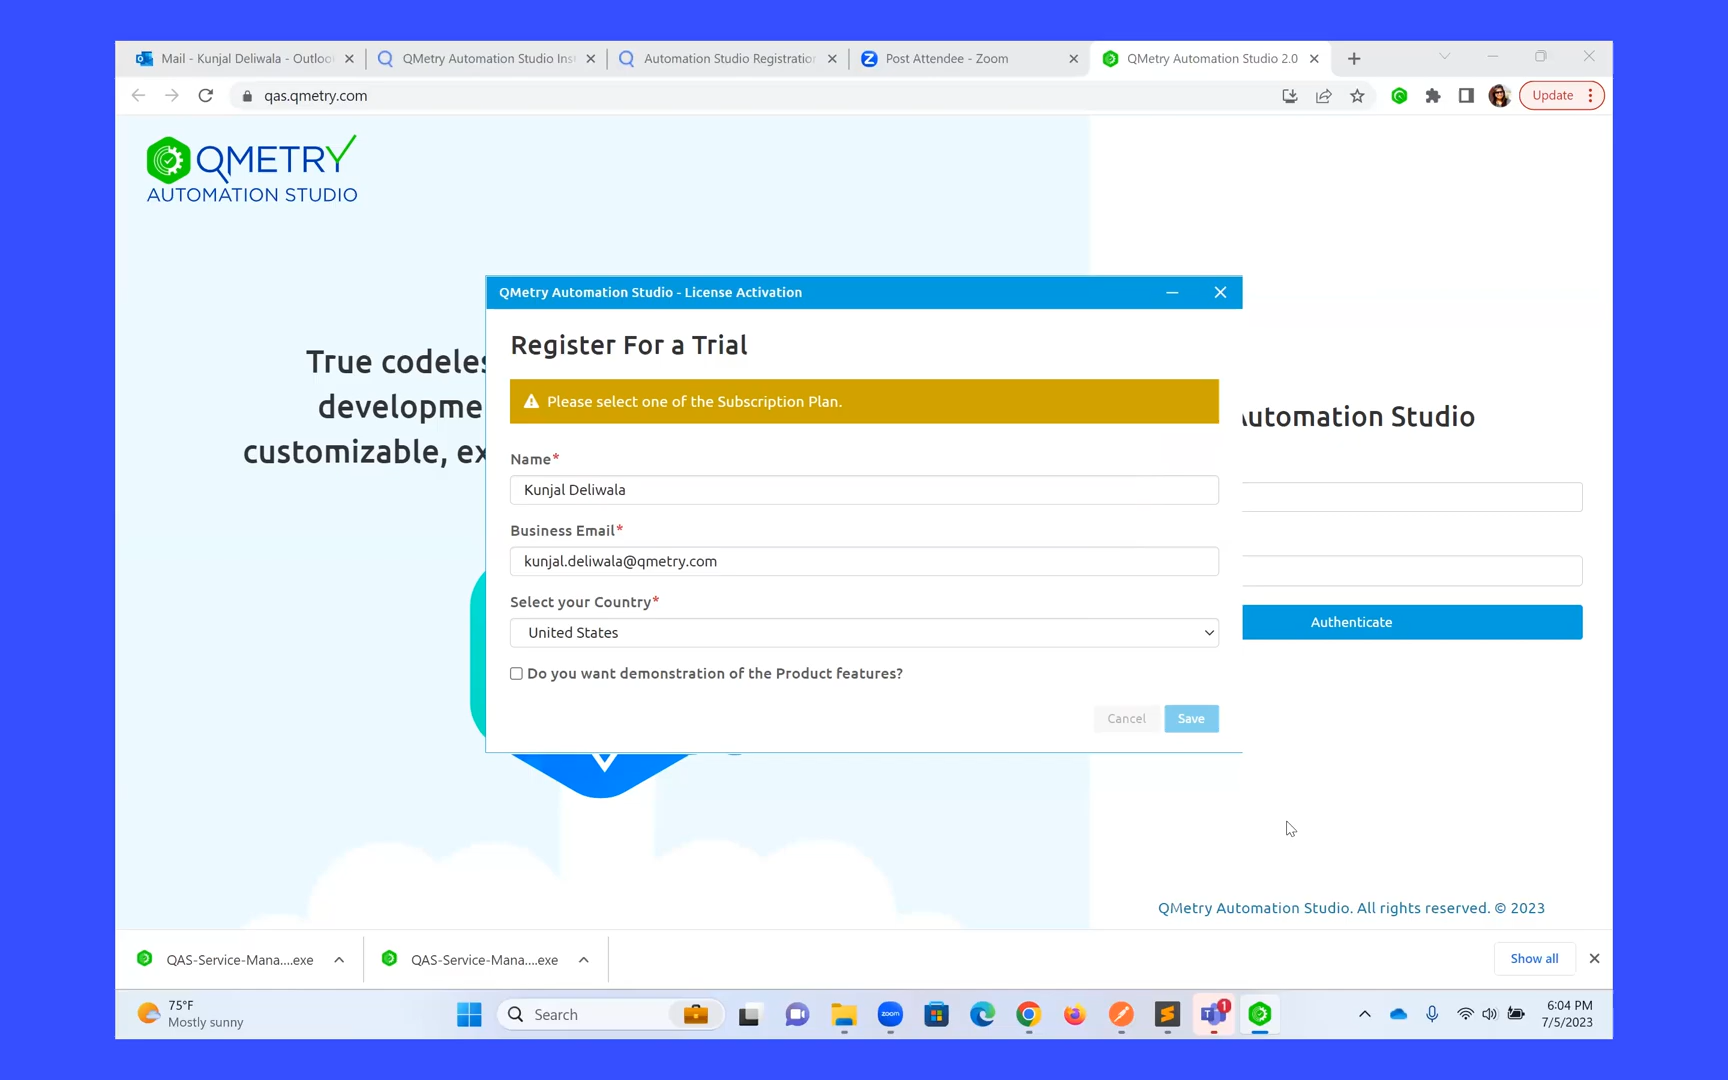 Mail - Kunjal Deliwala - Outloo
QMetry Automation Studio Inst
Automation Studio Registration
Post Attendee - Zoom
QMetry Automation Studio 2.0
qas.qmetry.com
Update
QMETRY
AUTOMATION STUDIO
True codeles
developme
customizable, ex
QMetry Automation Studio - License Activation
Register For a Trial
Please select one of the Subscription Plan.
Name*
Kunjal Deliwala
Business Email*
kunjal.deliwala@qmetry.com
Select your Country*
United States
Do you want demonstration of the Product features?
Cancel
Save
Automation Studio
Authenticate
QMetry Automation Studio. All rights reserved. © 2023
QAS-Service-Mana....exe
QAS-Service-Mana....exe
Show all
75°F
Mostly sunny
Search
zoom
1
6:04 PM
7/5/2023